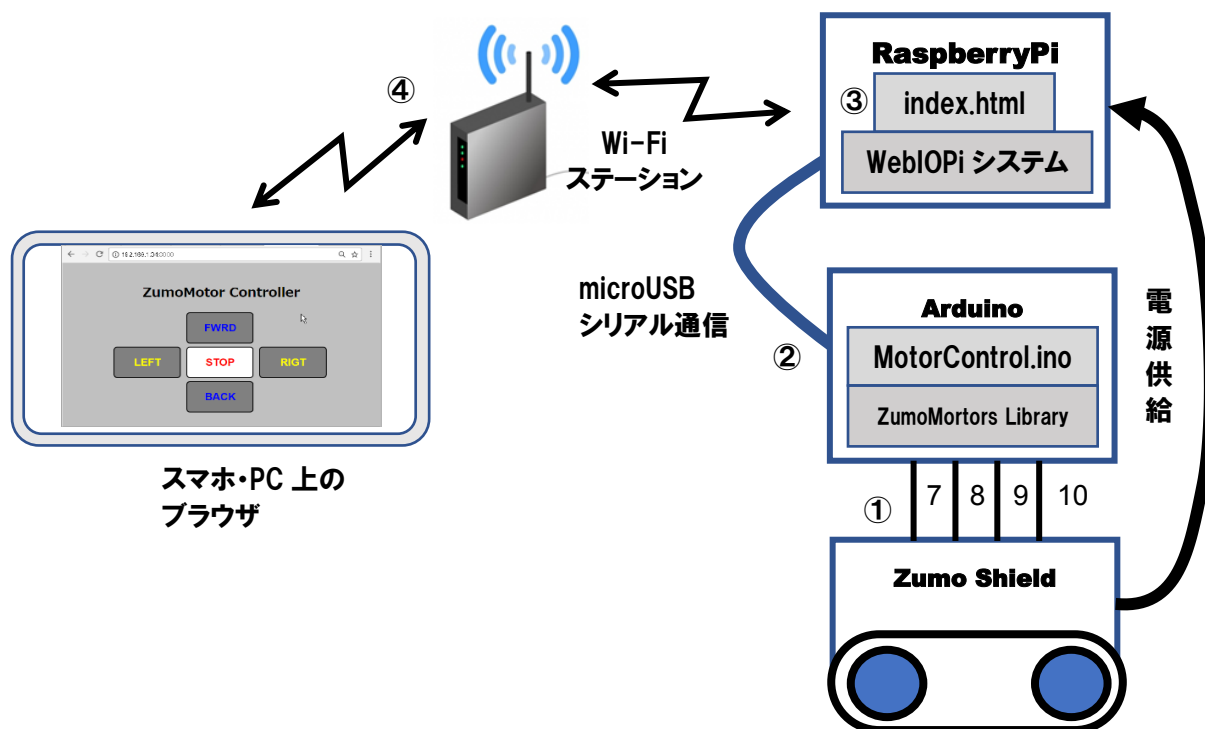 ④
Wi-Fi
ステーション
RaspberryPi
③
index.html
WebIOPi システム
ZumoMotor Controller
FWRD
LEFT
STOP
RIGT
BACK
スマホ・PC 上の
ブラウザ
microUSB
シリアル通信
②
Arduino
MotorControl.ino
ZumoMortors Library
電源供給
①
7
8
9
10
Zumo Shield